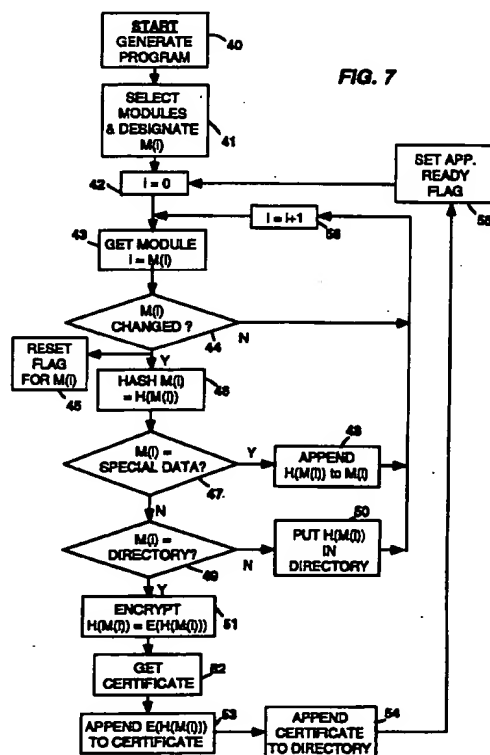 START
GENERATE
PROGRAM
40
FIG. 7
SELECT
MODULES
& DESIGNATE
M(I)
41
SET APP.
READY
FLAG
55
42
I = 0
I = I+1
56
43
GET MODULE
I = M(I)
M(I)
CHANGED ?
44
N
Y
RESET
FLAG
FOR M(I)
45
HASH M(I)
= H(M(I))
46
M(I) =
SPECIAL DATA?
47
Y
48
APPEND
H(M(I)) to M(I)
N
M(I) =
DIRECTORY?
49
N
50
PUT H(M(I))
IN
DIRECTORY
Y
ENCRYPT
H(M(I)) = E(H(M(I)))
51
GET
CERTIFICATE
52
APPEND E(H(M(I)))
TO CERTIFICATE
53
APPEND
CERTIFICATE
TO DIRECTORY
54